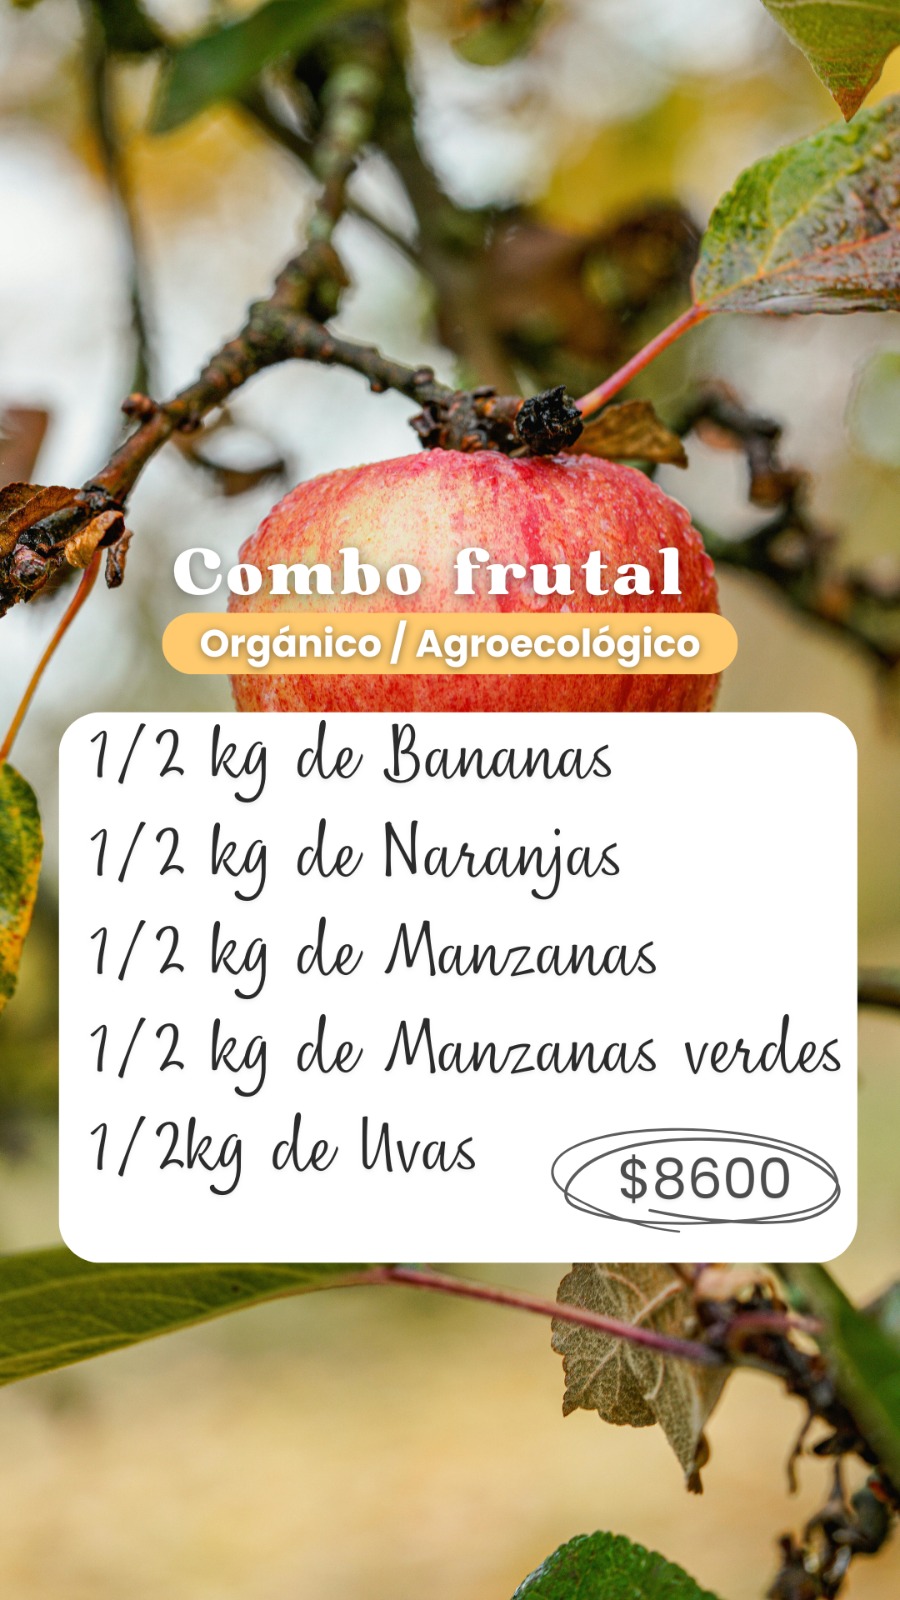 Combo frutal
Orgánico / Agroecológico
1/2 kg de Bananas
1/2 kg de Naranjas
1/2 kg de Manzanas
1/2 kg de Manzanas verdes
1/2kg de Uvas
$8600